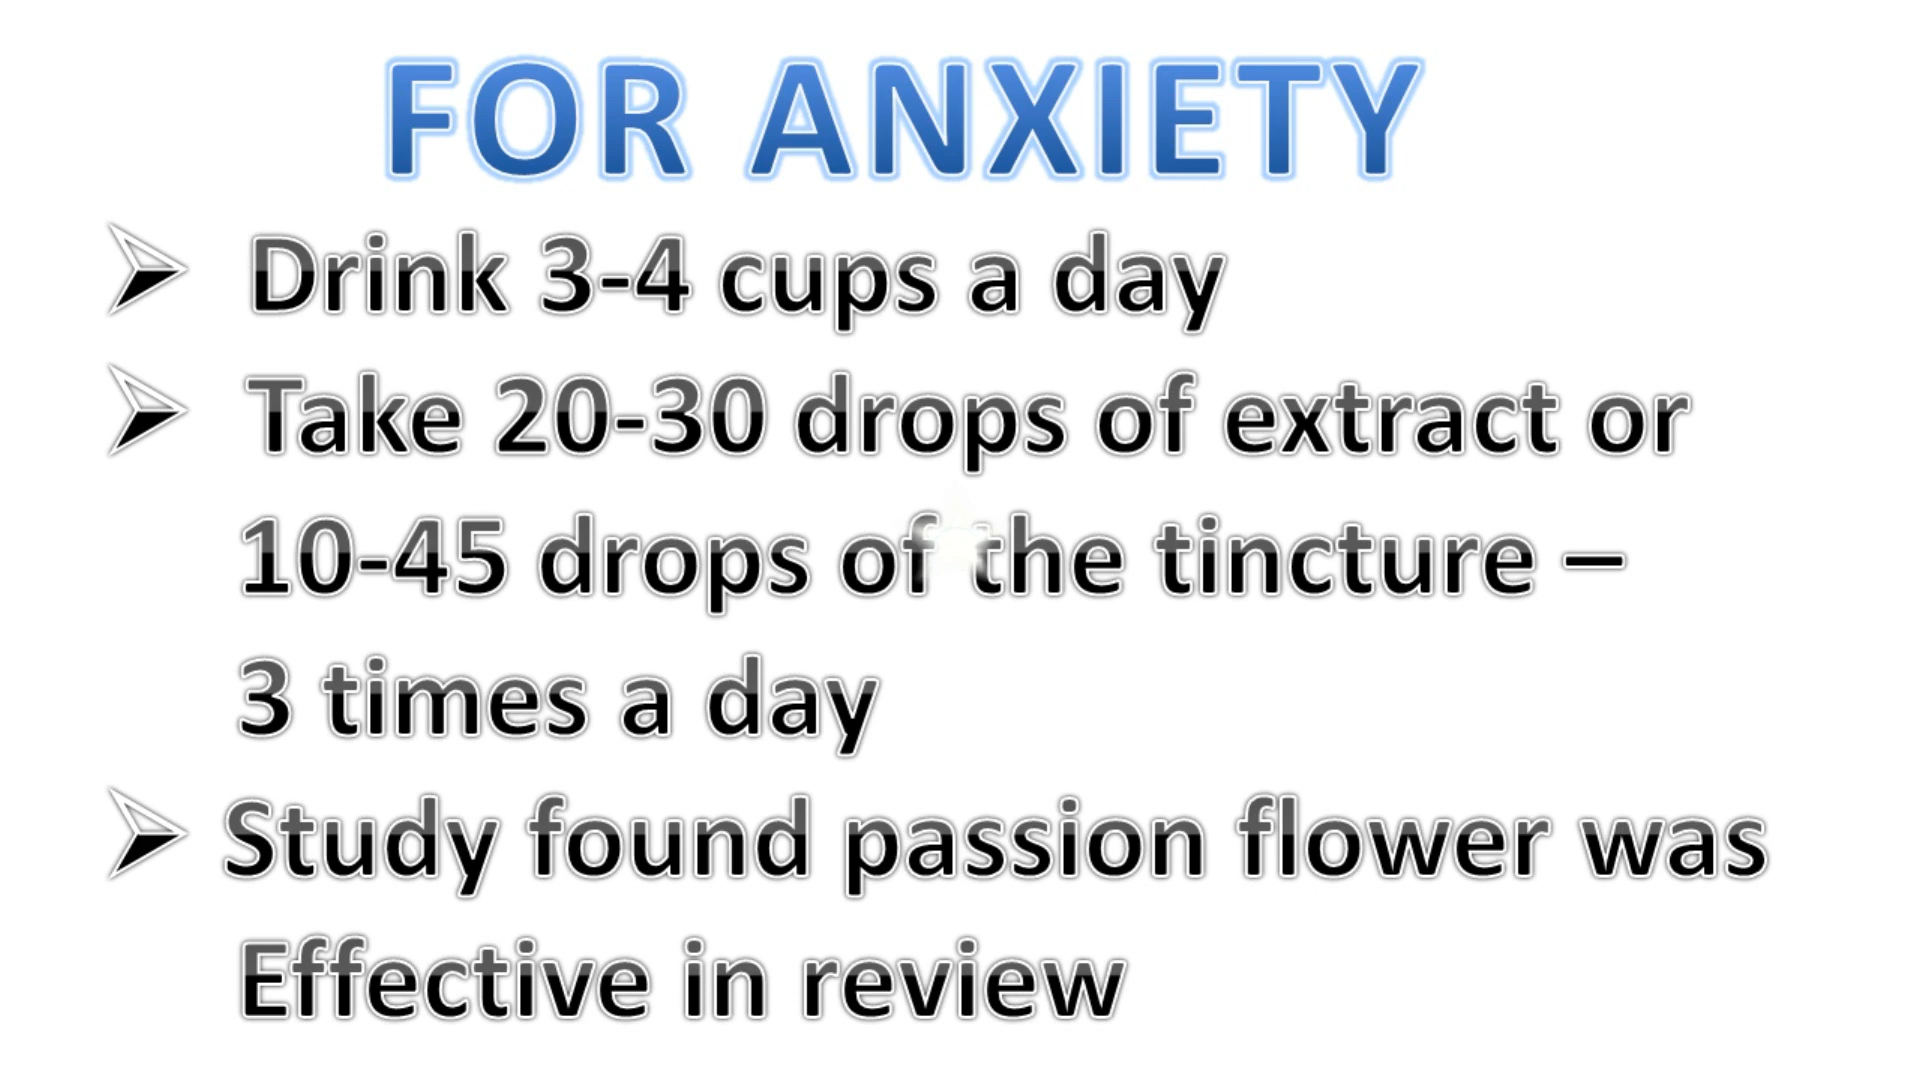 FOR ANXIETY
Drink 3-4 cups a day
Take 20-30 drops of extract or
10-45 drops of the tincture –
3 times a day
Study found passion flower was
Effective in review